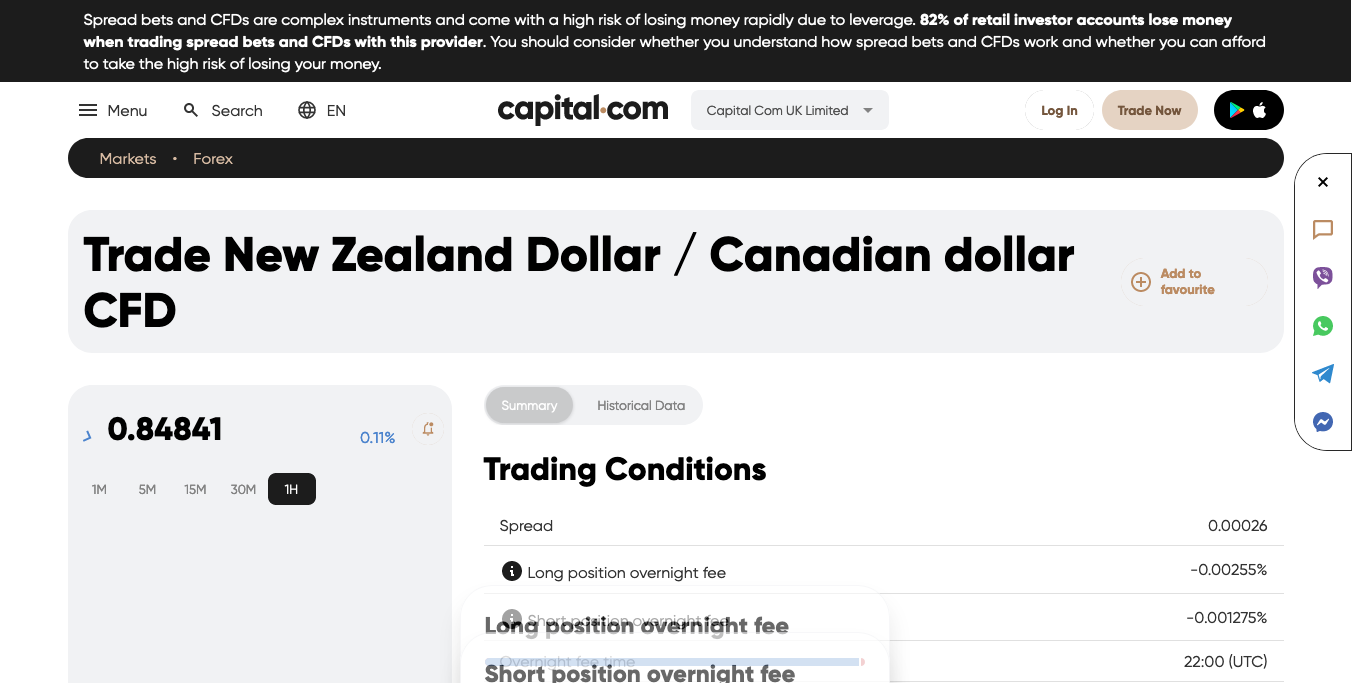 Spread bets and CFDs are complex instruments and come with a high risk of losing money rapidly due to leverage. 82% of retail investor accounts lose money
when trading spread bets and CFDs with this provider. You should consider whether you understand how spread bets and CFDs work and whether you can afford
to take the high risk of losing your money.
Menu Search EN capital.com Capital Com UK Limited Log In Trade Now
Markets • Forex
Trade New Zealand Dollar / Canadian dollar
CFD
Add to
favourite
0.84841 0.11%
1M 5M 15M 30M 1H
Summary Historical Data
Trading Conditions
Spread 0.00026
Long position overnight fee -0.00255%
Short position overnight fee -0.001275%
Long position overnight fee
Overnight fee time 22:00 (UTC)
Short position overnight fee